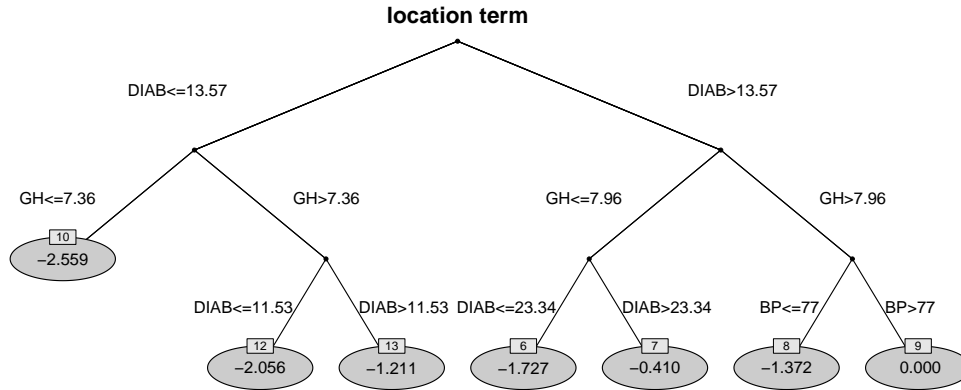 location term
DIAB<=13.57
DIAB>13.57
GH<=7.36
GH>7.36
GH<=7.96
GH>7.96
10
−2.559
DIAB<=11.53
DIAB>11.53
DIAB<=23.34
DIAB>23.34
BP<=77
BP>77
12
13
6
7
8
9
−2.056
−1.211
−1.727
−0.410
−1.372
0.000